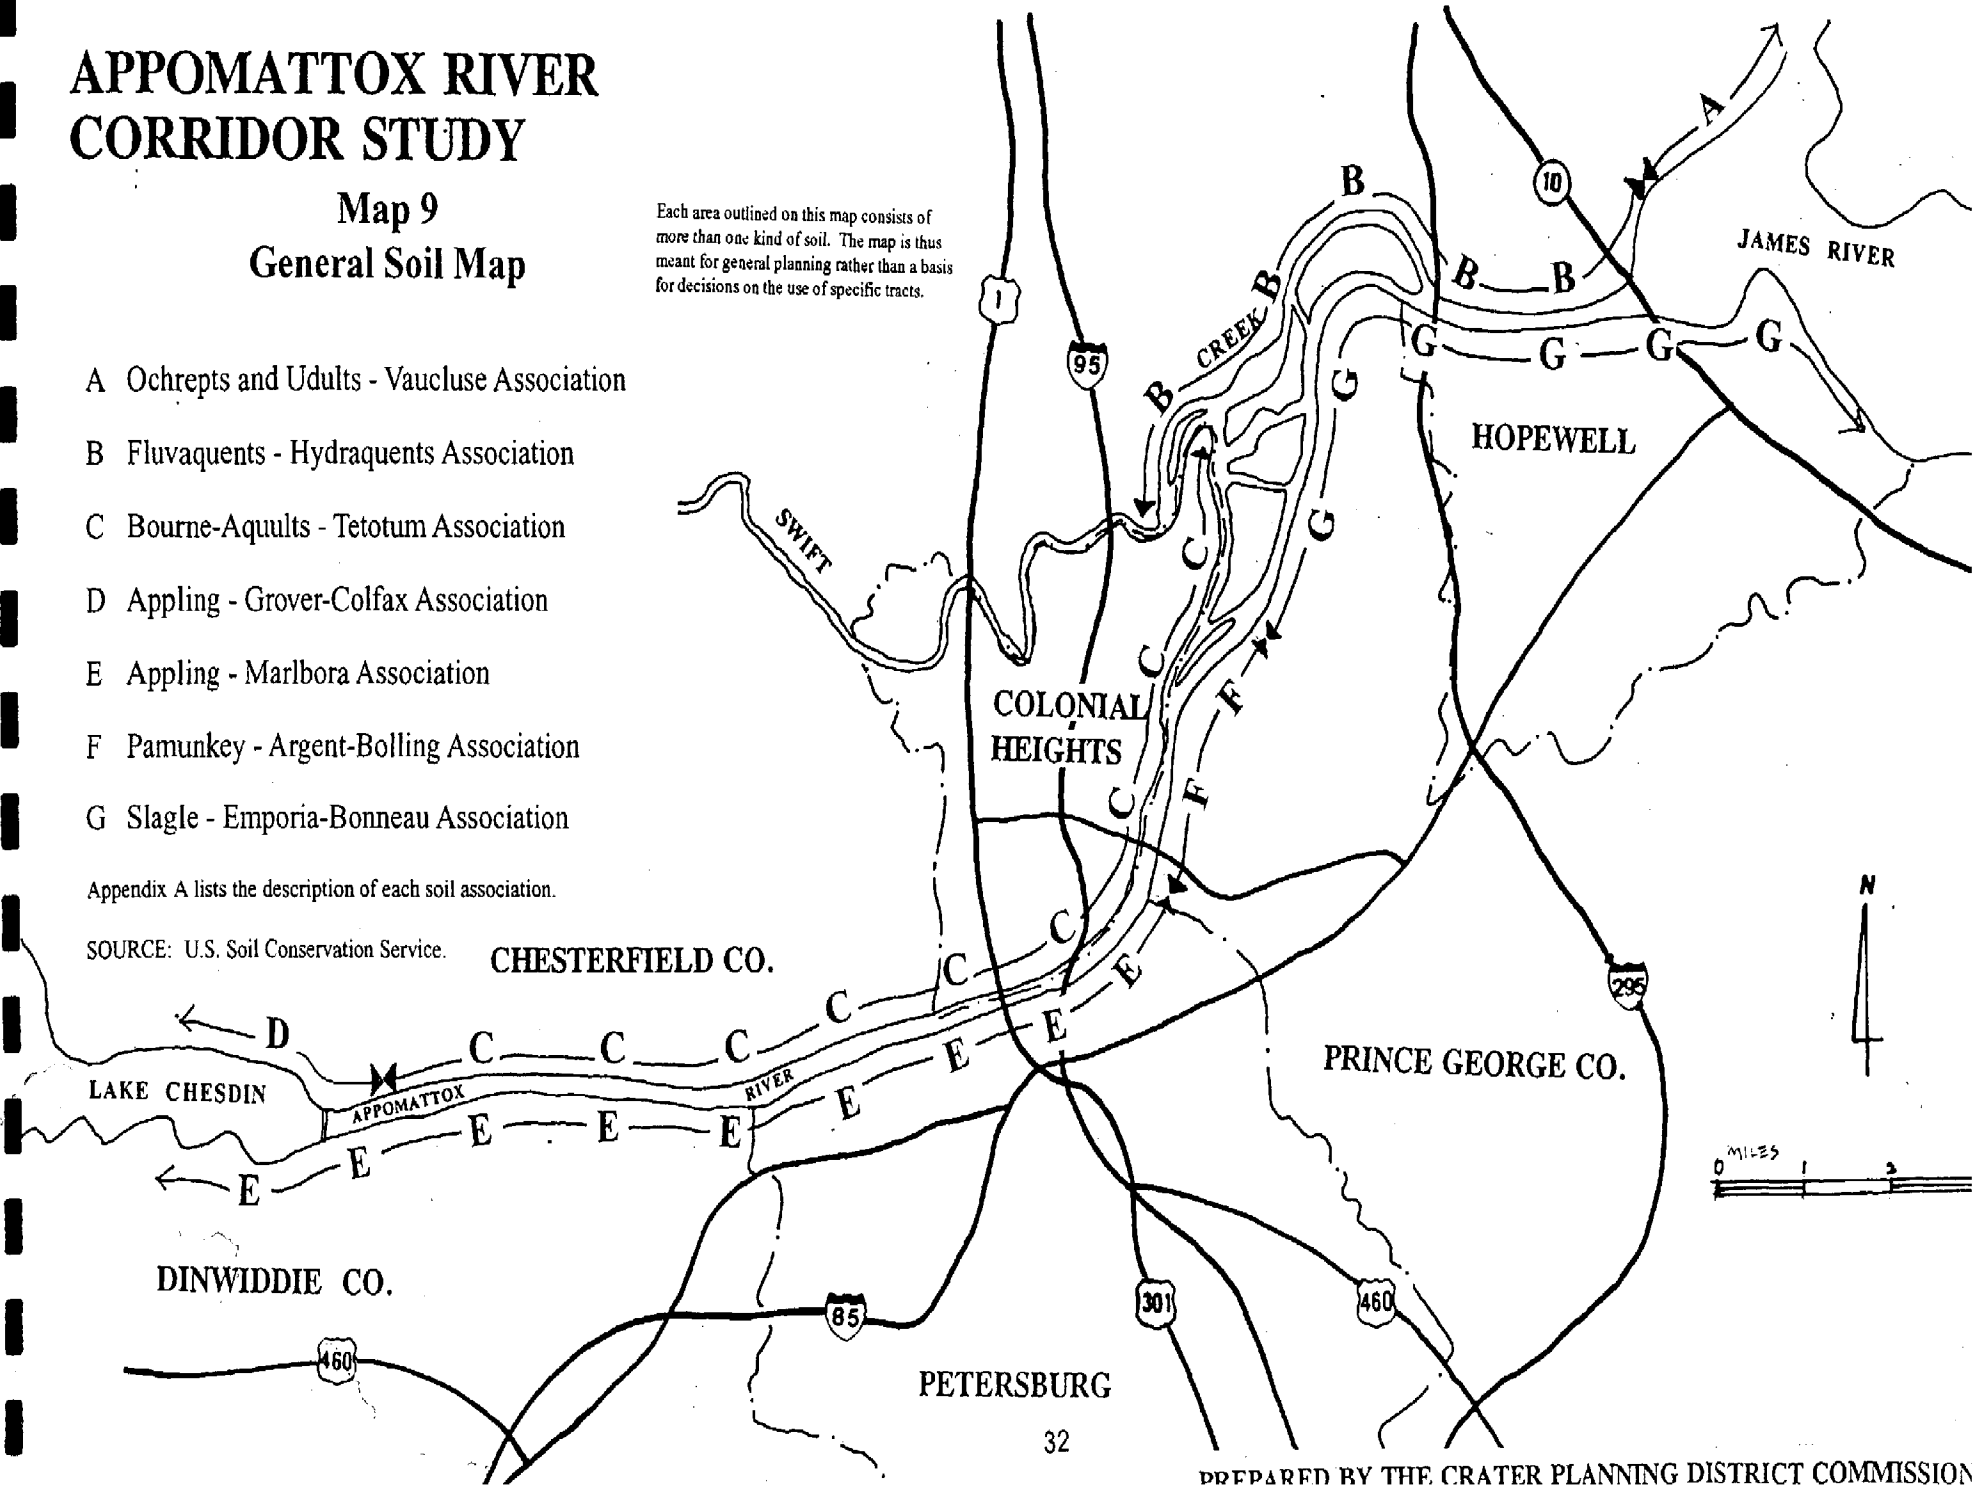 APPOMATTOX RIVER
CORRIDOR STUDY
Map 9
General Soil Map
Each area outlined on this map consists of
more than one kind of soil. The map is thus
meant for general planning rather than a basis
for decisions on the use of specific tracts.
A Ochrepts and Udults - Vaucluse Association
B Fluvaquents - Hydraquents Association
C Bourne-Aquults - Tetotum Association
D Appling - Grover-Colfax Association
E Appling - Marlbora Association
F Pamunkey - Argent-Bolling Association
G Slagle - Emporia-Bonneau Association
Appendix A lists the description of each soil association.
SOURCE: U.S. Soil Conservation Service.
A
10
B
JAMES RIVER
B
B
B
1
CREEK
95
G
G
G
G
B
G
HOPEWELL
SWIFT
G
C
C
F
COLONIAL
HEIGHTS
C
F
N
C
CHESTERFIELD CO.
C
E
295
C
D
C
C
C
E
E
PRINCE GEORGE CO.
LAKE CHESDIN
APPOMATTOX
RIVER
E
E
E
E
E
E
MILES
0 1 2
DINWIDDIE CO.
85
301
460
460
PETERSBURG
32
PREPARED BY THE CRATER PLANNING DISTRICT COMMISSION